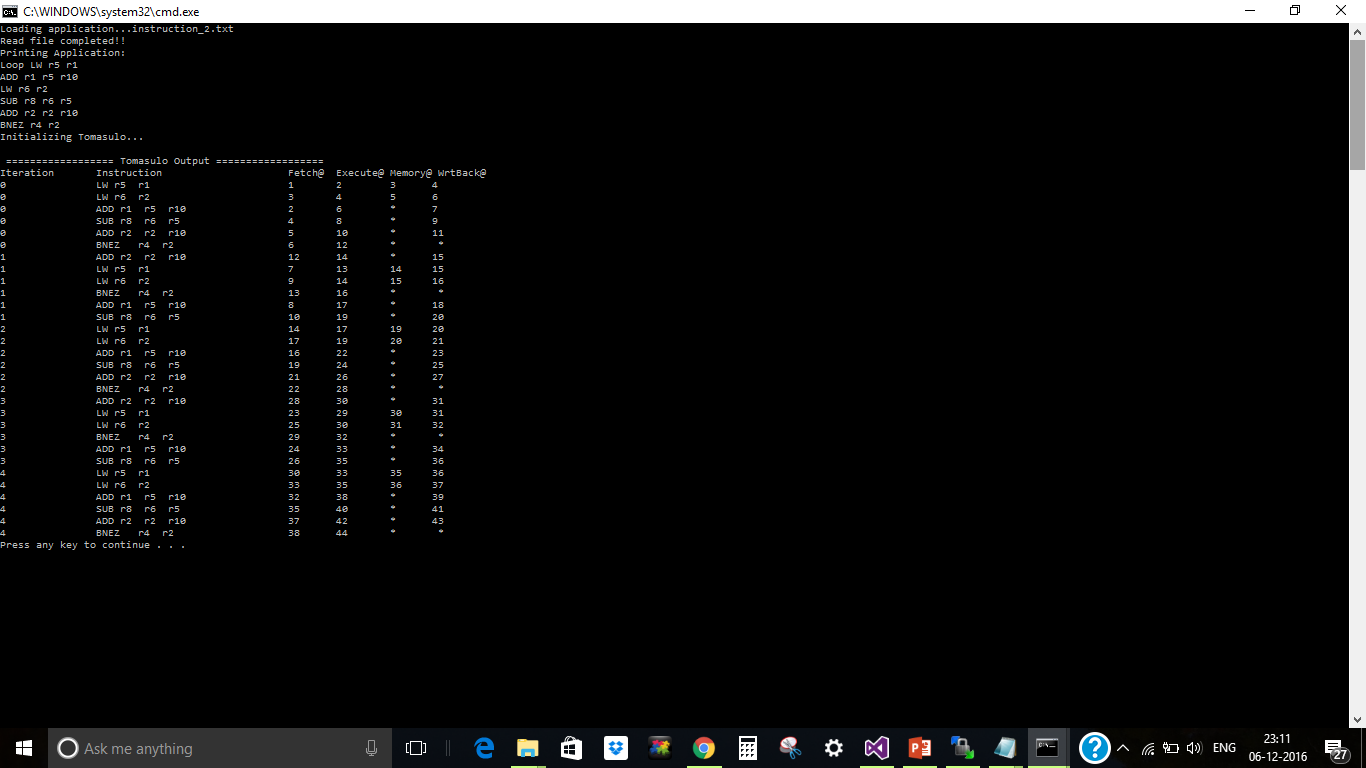 C:\WINDOWS\system32\cmd.exe
Loading application...instruction_2.txt
Read file completed!!
Printing Application:
Loop LW r5 r1
ADD r1 r5 r10
LW r6 r2
SUB r8 r6 r5
ADD r2 r2 r10
BNEZ r4 r2
Initializing Tomasulo...
================== Tomasulo Output ==================
Iteration Instruction Fetch@ Execute@ Memory@ WrtBack@
0 LW r5 r1 1 2 3 4
0 LW r6 r2 3 4 5 6
0 ADD r1 r5 r10 2 6 * 7
0 SUB r8 r6 r5 4 8 * 9
0 ADD r2 r2 r10 5 10 * 11
0 BNEZ r4 r2 6 12 * *
1 ADD r2 r2 r10 12 14 * 15
1 LW r5 r1 7 13 14 15
1 LW r6 r2 9 14 15 16
1 BNEZ r4 r2 13 16 * *
1 ADD r1 r5 r10 8 17 * 18
1 SUB r8 r6 r5 10 19 * 20
2 LW r5 r1 14 17 19 20
2 LW r6 r2 17 19 20 21
2 ADD r1 r5 r10 16 22 * 23
2 SUB r8 r6 r5 19 24 * 25
2 ADD r2 r2 r10 21 26 * 27
2 BNEZ r4 r2 22 28 * *
3 ADD r2 r2 r10 28 30 * 31
3 LW r5 r1 23 29 30 31
3 LW r6 r2 25 30 31 32
3 BNEZ r4 r2 29 32 * *
3 ADD r1 r5 r10 24 33 * 34
3 SUB r8 r6 r5 26 35 * 36
4 LW r5 r1 30 33 35 36
4 LW r6 r2 33 35 36 37
4 ADD r1 r5 r10 32 38 * 39
4 SUB r8 r6 r5 35 40 * 41
4 ADD r2 r2 r10 37 42 * 43
4 BNEZ r4 r2 38 44 * *
Press any key to continue . . .
Ask me anything
ENG
23:11
06-12-2016
27